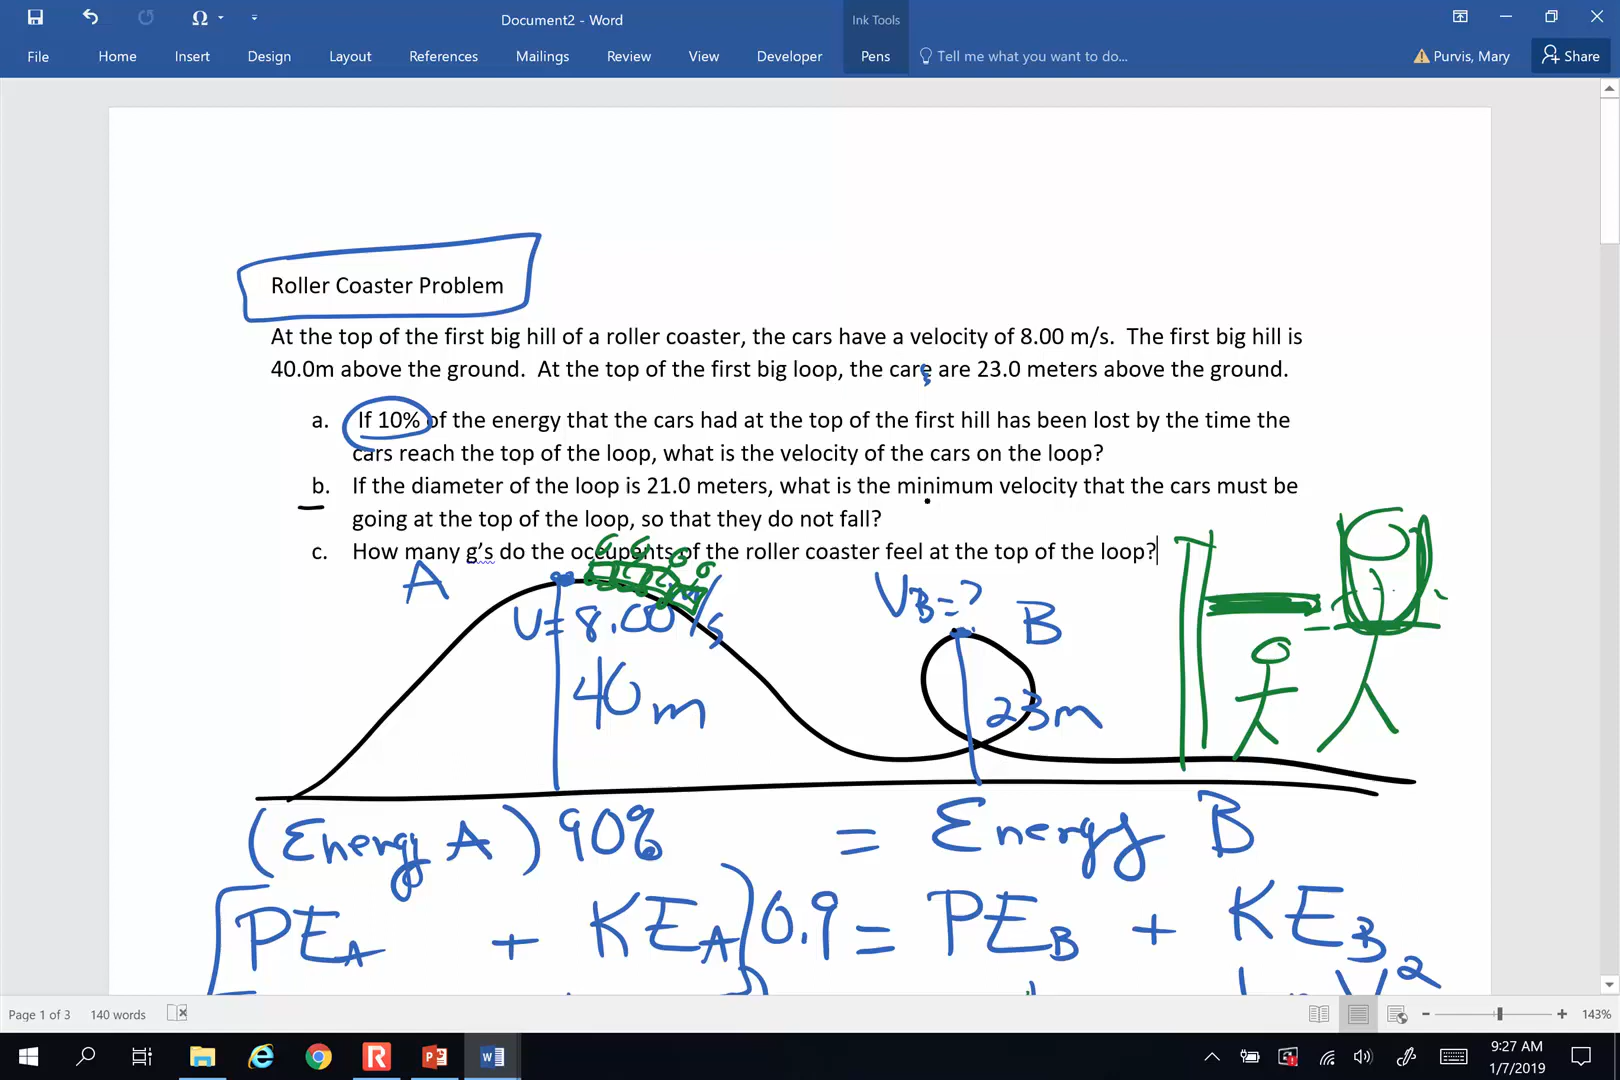 Document2 - Word
Ink Tools
File Home Insert Design Layout References Mailings Review View Developer Pens Tell me what you want to do... Purvis, Mary Share
Roller Coaster Problem
At the top of the first big hill of a roller coaster, the cars have a velocity of 8.00 m/s. The first big hill is
40.0m above the ground. At the top of the first big loop, the cars are 23.0 meters above the ground.
a. If 10% of the energy that the cars had at the top of the first hill has been lost by the time the
cars reach the top of the loop, what is the velocity of the cars on the loop?
b. If the diameter of the loop is 21.0 meters, what is the minimum velocity that the cars must be
going at the top of the loop, so that they do not fall?
c. How many g's do the occupents of the roller coaster feel at the top of the loop?
A
V= 8.00 m/s
VB=?
B
40 m
23m
(Energy A) 90% = Energy B
[PEA + KEA] 0.9 = PEB + KEB
Page 1 of 3 140 words 143%
9:27 AM
1/7/2019